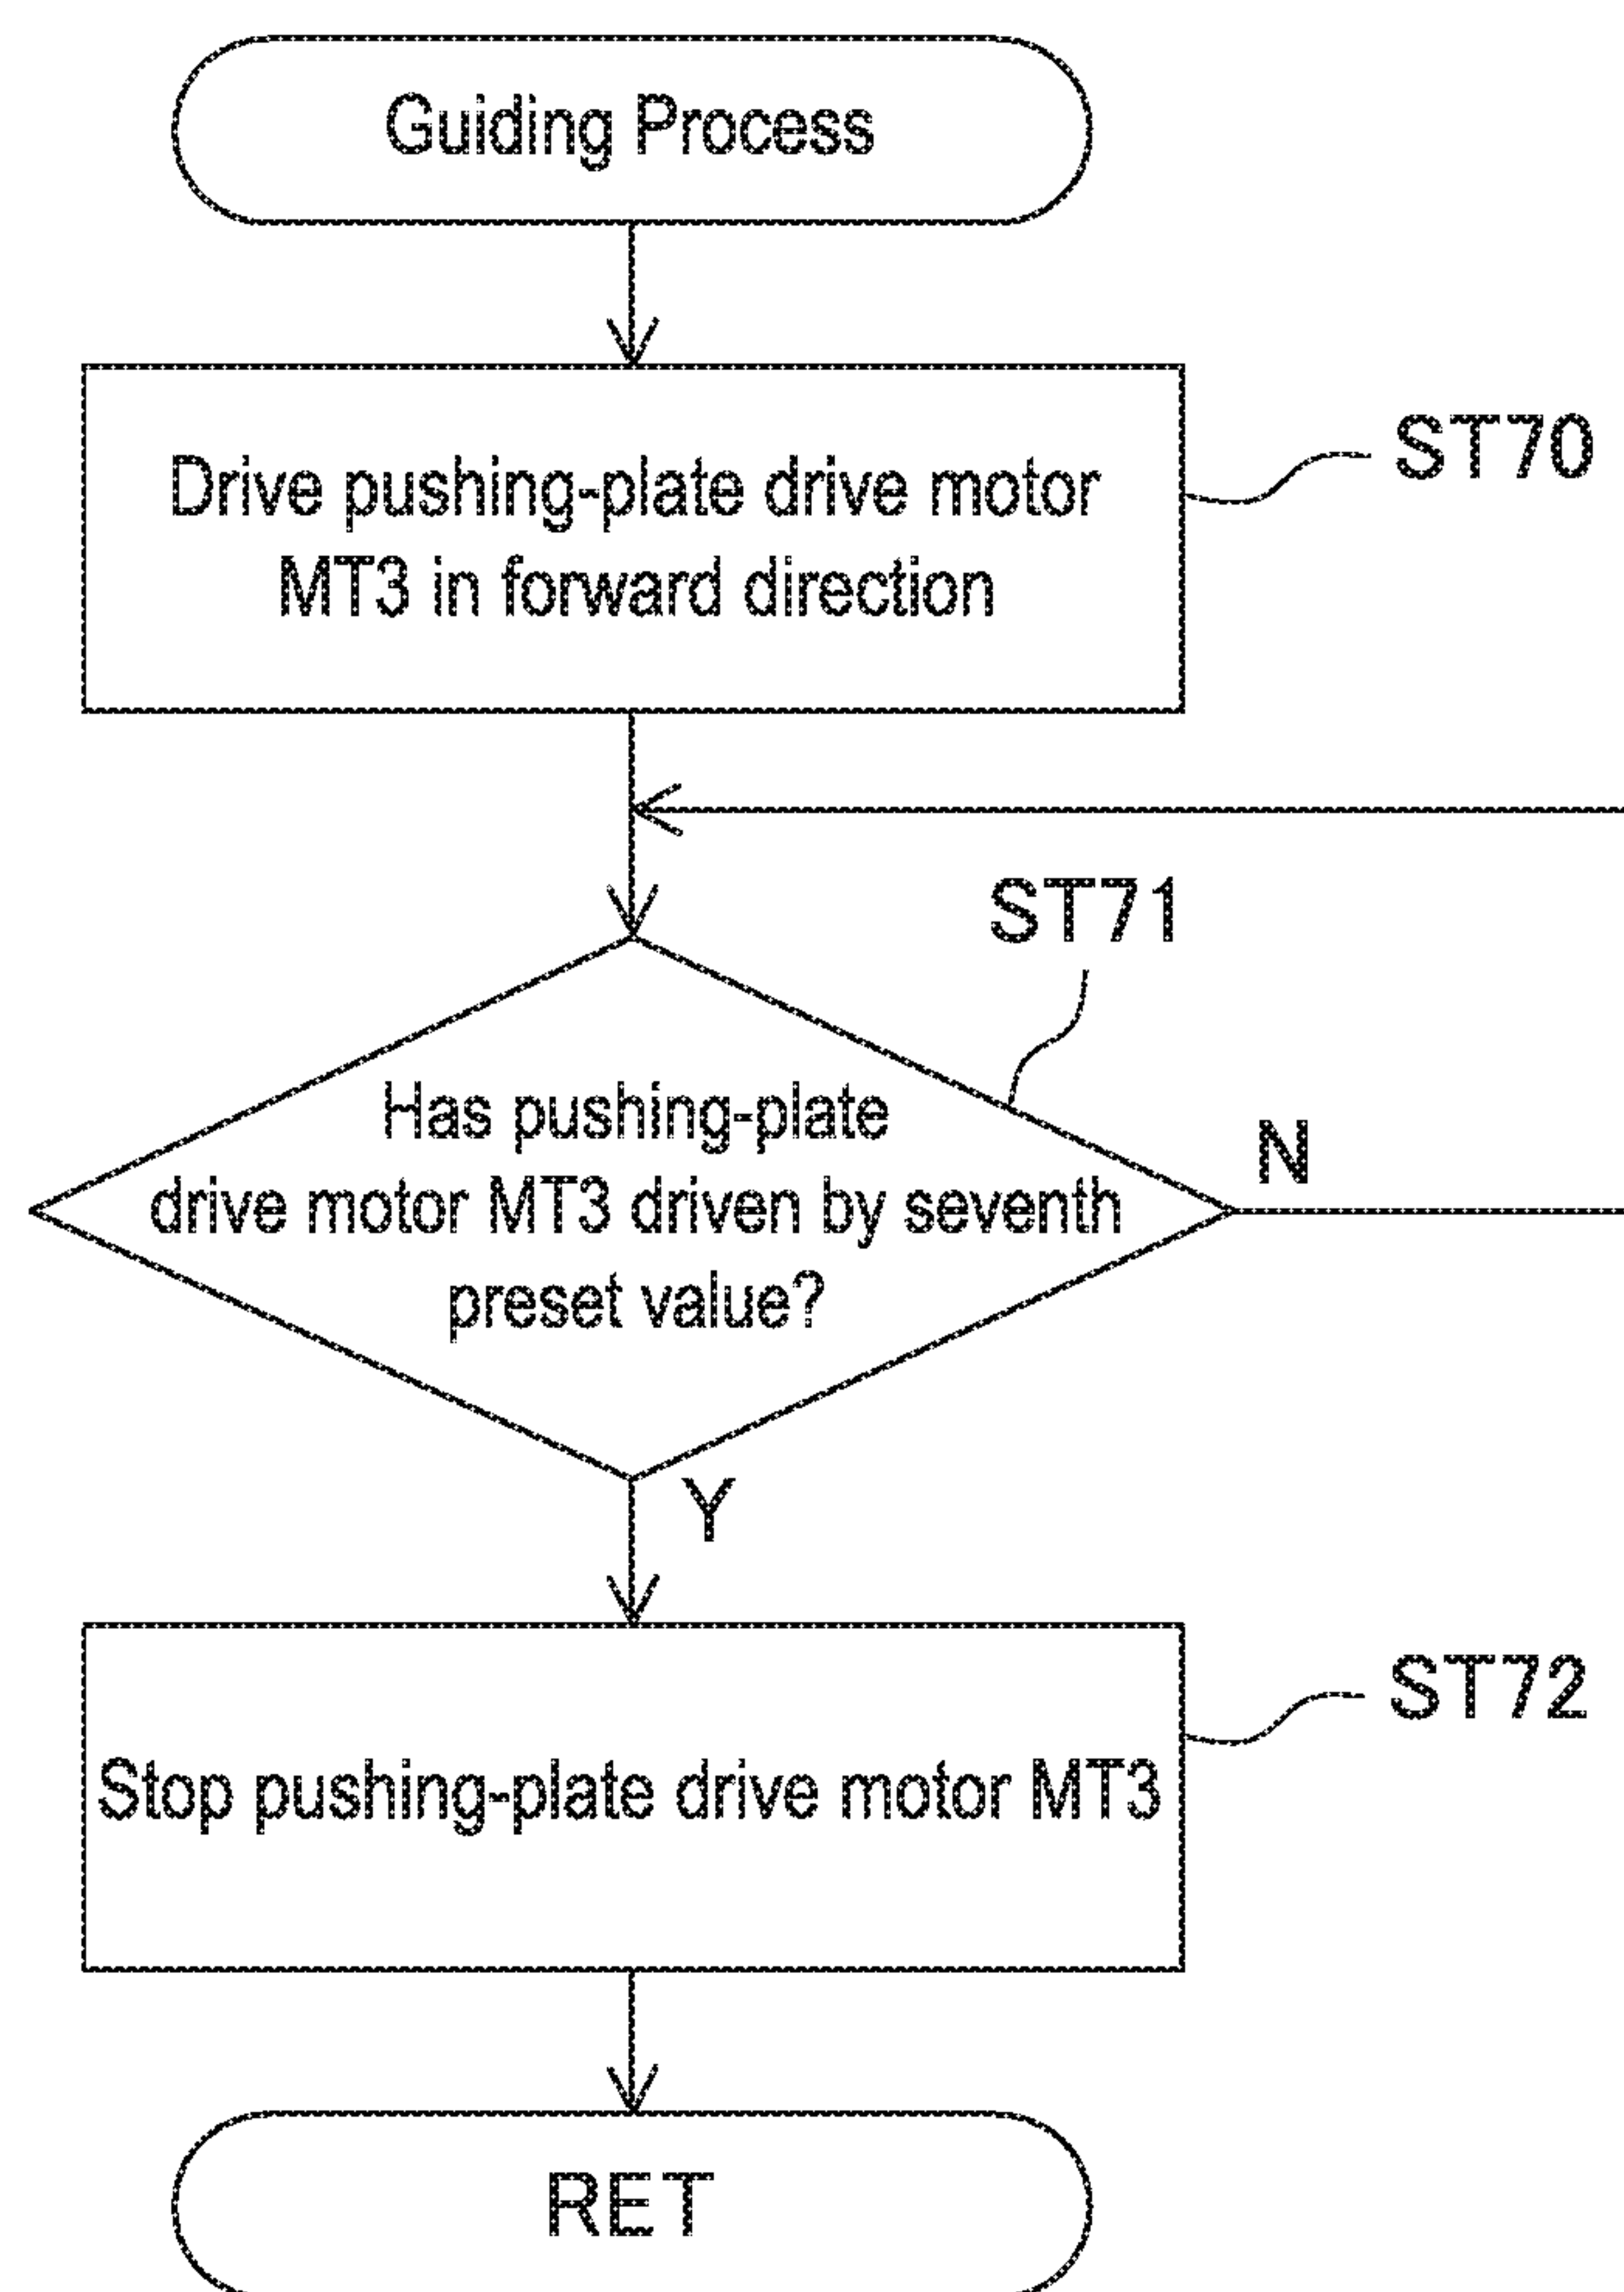 Guiding Process
Drive pushing-plate drive motor
MT3 in forward direction
ST70
ST71
Has pushing-plate
drive motor MT3 driven by seventh
preset value?
N
Y
Stop pushing-plate drive motor MT3
ST72
RET